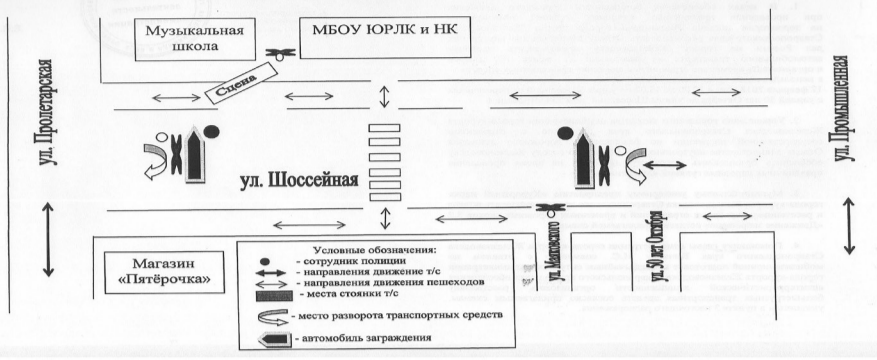 Музыкальная
школа
МБОУ ЮРЛК и НК
Сцена
ул. Пролетарская
ул. Промышленная
ул. Шоссейная
ул. Маяковского
ул. 50 лет Октября
Магазин
«Пятёрочка»
Условные обозначения:
- сотрудник полиции
- направления движение т/с
- направления движения пешеходов
- места стоянки т/с
- место разворота транспортных средств
- автомобиль заграждения